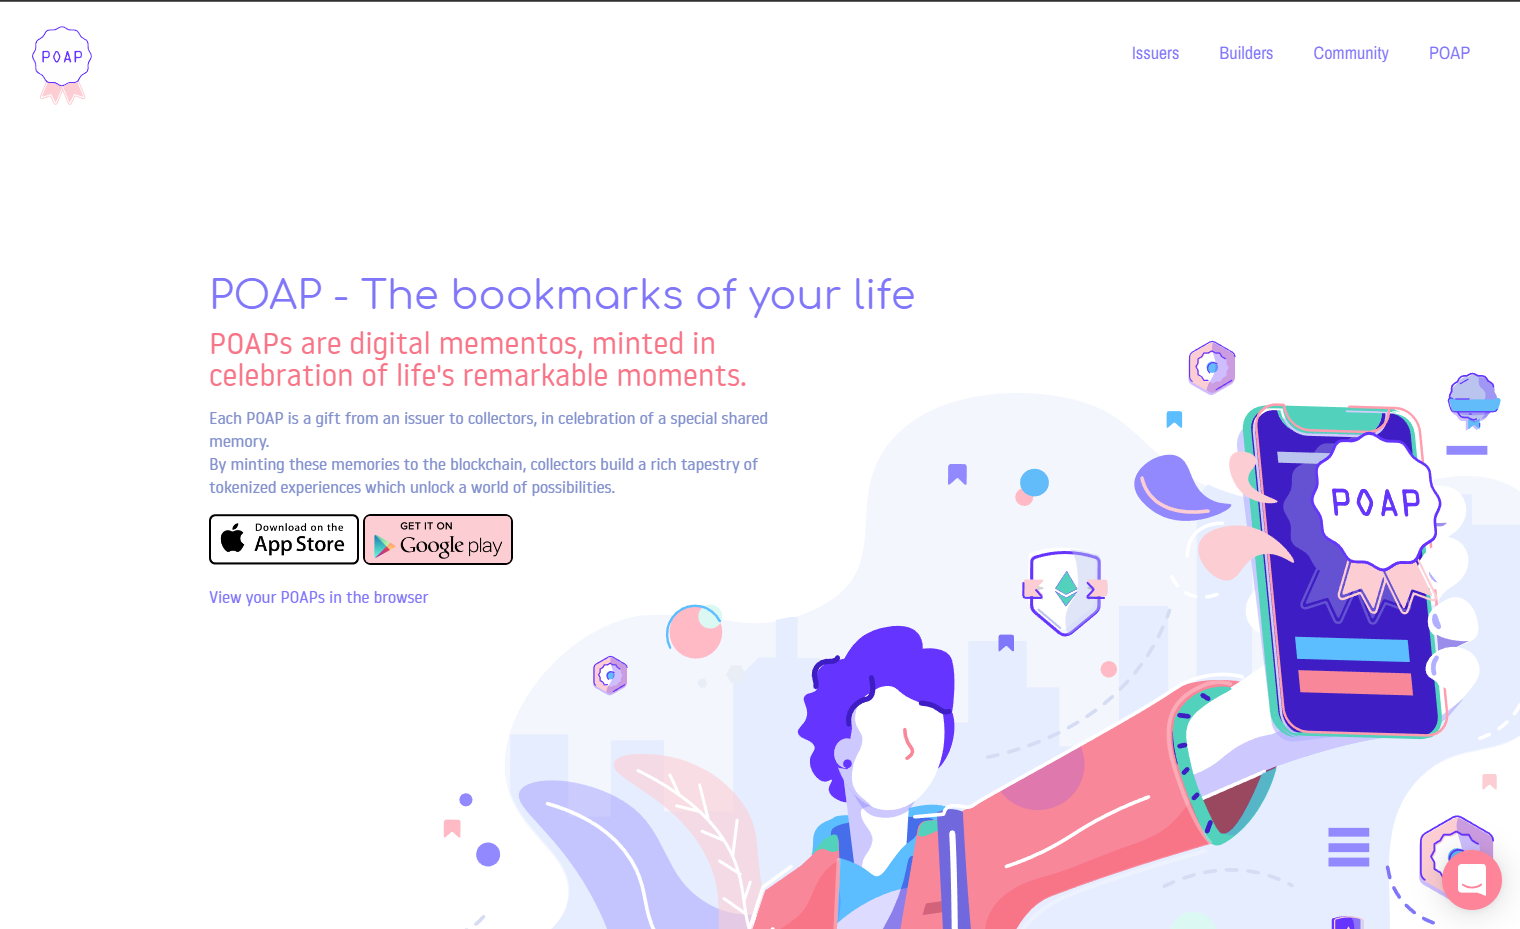 POAP
Issuers
Builders
Community
POAP
POAP - The bookmarks of your life
POAPs are digital mementos, minted in
celebration of life's remarkable moments.
Each POAP is a gift from an issuer to collectors, in celebration of a special shared
memory.
By minting these memories to the blockchain, collectors build a rich tapestry of
tokenized experiences which unlock a world of possibilities.
Download on the
App Store
GET IT ON
Google play
View your POAPs in the browser
POAP